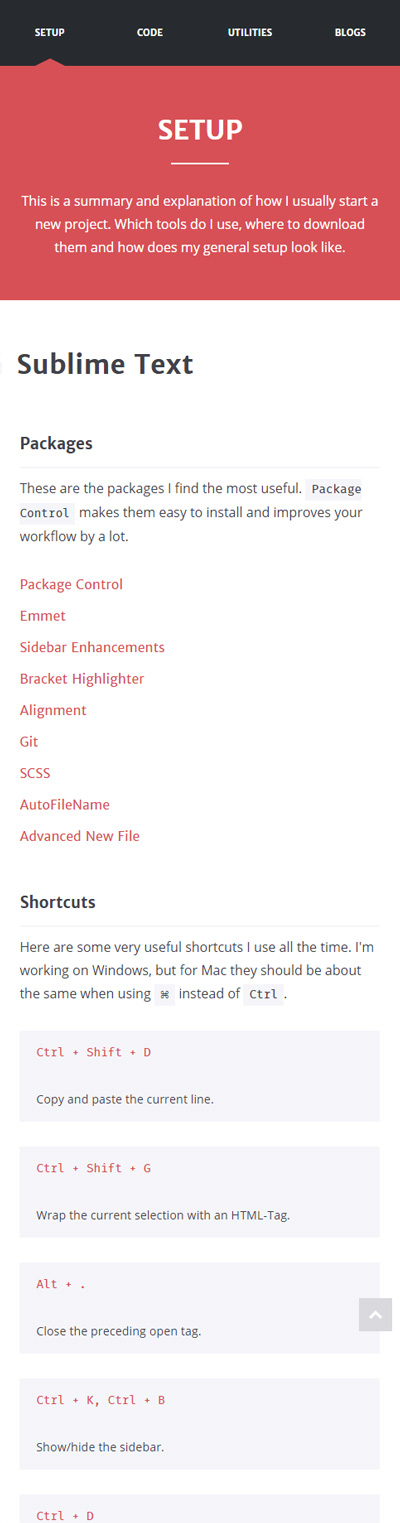 SETUP CODE UTILITIES BLOGS
SETUP
This is a summary and explanation of how I usually start a
new project. Which tools do I use, where to download
them and how does my general setup look like.
Sublime Text
Packages
These are the packages I find the most useful. Package
Control makes them easy to install and improves your
workflow by a lot.
Package Control
Emmet
Sidebar Enhancements
Bracket Highlighter
Alignment
Git
SCSS
AutoFileName
Advanced New File
Shortcuts
Here are some very useful shortcuts I use all the time. I'm
working on Windows, but for Mac they should be about
the same when using ⌘ instead of Ctrl.
Ctrl + Shift + D
Copy and paste the current line.
Ctrl + Shift + G
Wrap the current selection with an HTML-Tag.
Alt + .
Close the preceding open tag.
Ctrl + K, Ctrl + B
Show/hide the sidebar.
Ctrl + D